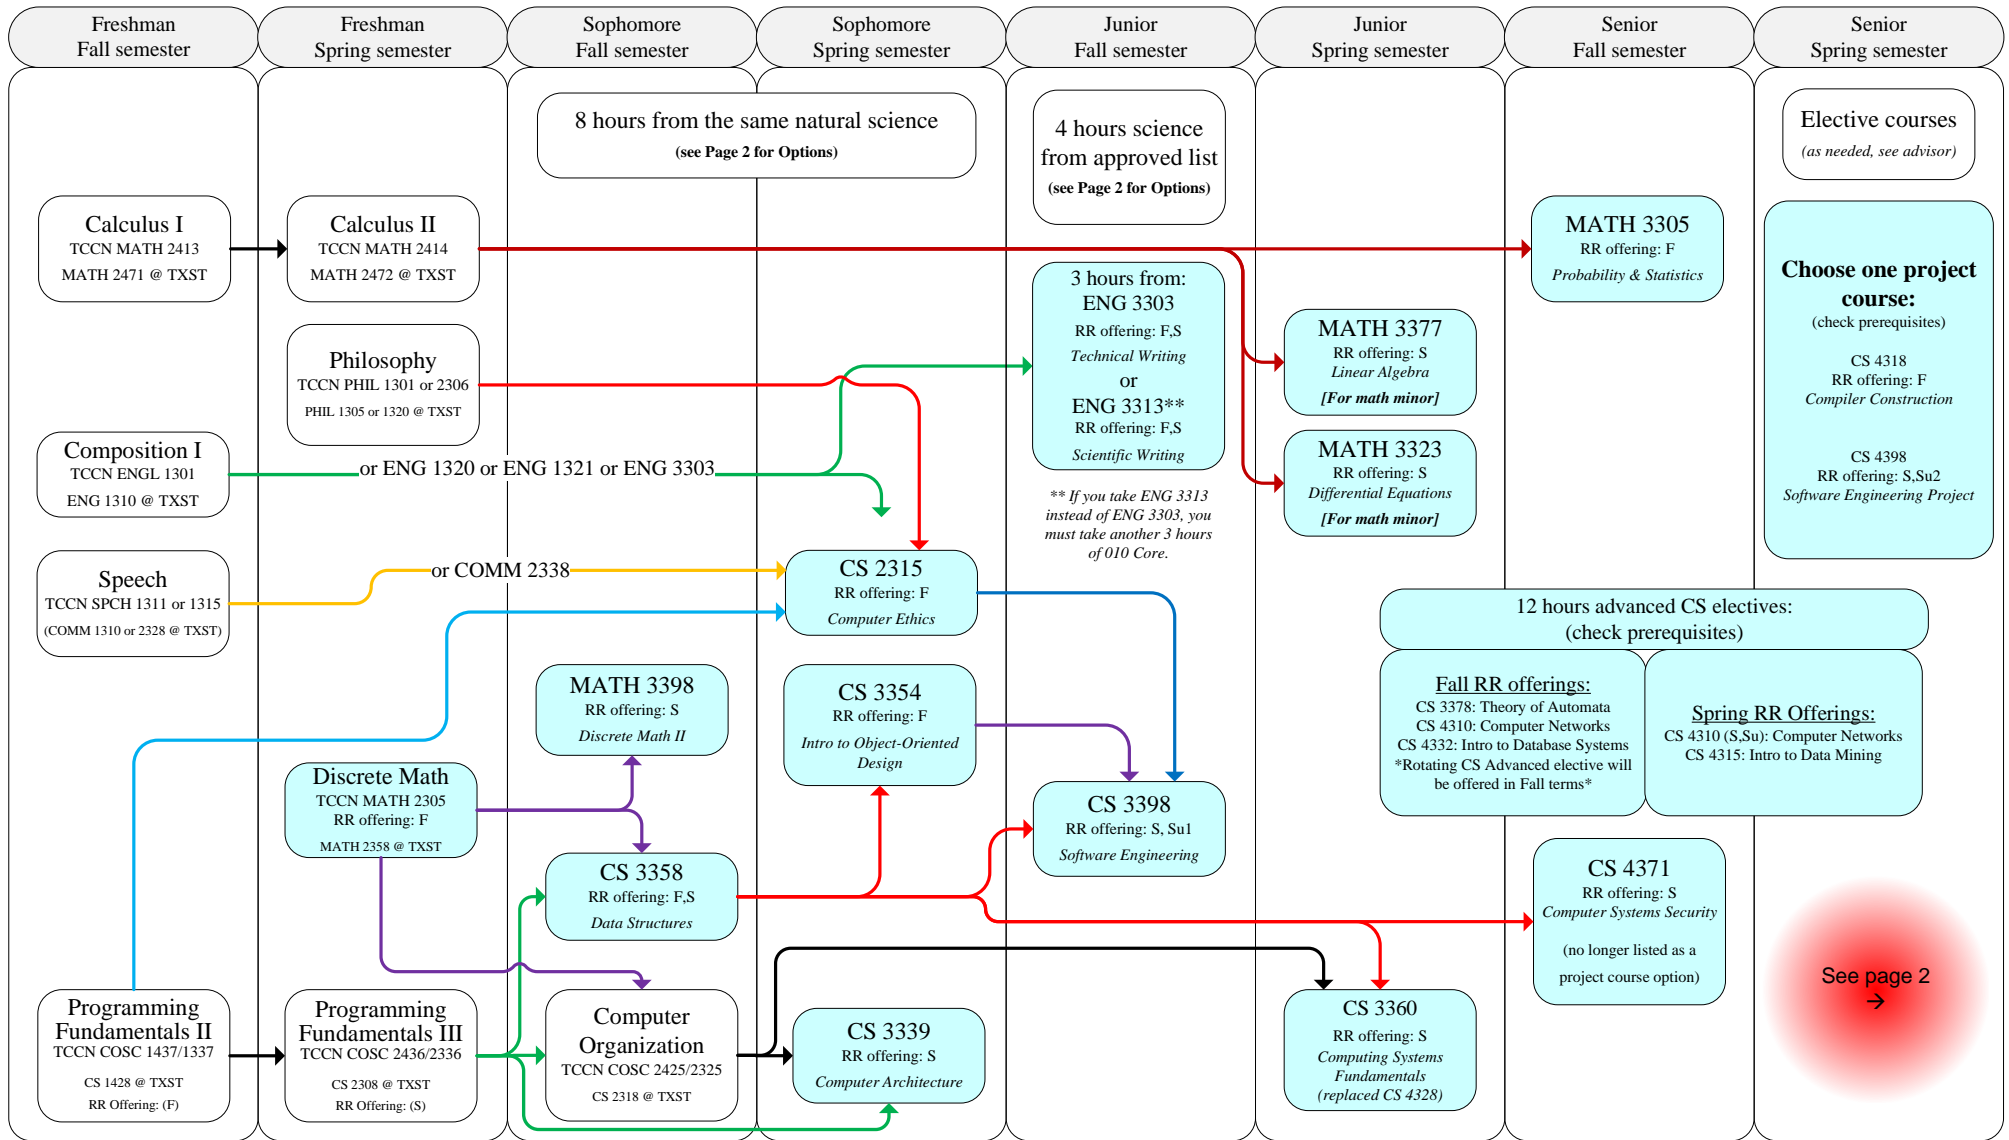 Freshman
Fall semester
Freshman
Spring semester
Sophomore
Fall semester
Sophomore
Spring semester
Junior
Fall semester
Junior
Spring semester
Senior
Fall semester
Senior
Spring semester
8 hours from the same natural science
(see Page 2 for Options)
4 hours science
from approved list
(see Page 2 for Options)
Elective courses
(as needed, see advisor)
Calculus I
TCCN MATH 2413
MATH 2471 @ TXST
Calculus II
TCCN MATH 2414
MATH 2472 @ TXST
MATH 3305
RR offering: F
Probability & Statistics
Choose one project
course:
(check prerequisites)
CS 4318
RR offering: F
Compiler Construction
CS 4398
RR offering: S,Su2
Software Engineering Project
3 hours from:
ENG 3303
RR offering: F,S
Technical Writing
or
ENG 3313**
RR offering: F,S
Scientific Writing
** If you take ENG 3313
instead of ENG 3303, you
must take another 3 hours
of 010 Core.
MATH 3377
RR offering: S
Linear Algebra
[For math minor]
MATH 3323
RR offering: S
Differential Equations
[For math minor]
Philosophy
TCCN PHIL 1301 or 2306
PHIL 1305 or 1320 @ TXST
Composition I
TCCN ENGL 1301
ENG 1310 @ TXST
or ENG 1320 or ENG 1321 or ENG 3303
Speech
TCCN SPCH 1311 or 1315
(COMM 1310 or 2328 @ TXST)
or COMM 2338
CS 2315
RR offering: F
Computer Ethics
12 hours advanced CS electives:
(check prerequisites)
Fall RR offerings:
CS 3378: Theory of Automata
CS 4310: Computer Networks
CS 4332: Intro to Database Systems
*Rotating CS Advanced elective will
be offered in Fall terms*
Spring RR Offerings:
CS 4310 (S,Su): Computer Networks
CS 4315: Intro to Data Mining
MATH 3398
RR offering: S
Discrete Math II
CS 3354
RR offering: F
Intro to Object-Oriented
Design
Discrete Math
TCCN MATH 2305
RR offering: F
MATH 2358 @ TXST
CS 3398
RR offering: S, Su1
Software Engineering
CS 3358
RR offering: F,S
Data Structures
CS 4371
RR offering: S
Computer Systems Security
(no longer listed as a
project course option)
See page 2
→
Programming
Fundamentals II
TCCN COSC 1437/1337
CS 1428 @ TXST
RR Offering: (F)
Programming
Fundamentals III
TCCN COSC 2436/2336
CS 2308 @ TXST
RR Offering: (S)
Computer
Organization
TCCN COSC 2425/2325
CS 2318 @ TXST
CS 3339
RR offering: S
Computer Architecture
CS 3360
RR offering: S
Computing Systems
Fundamentals
(replaced CS 4328)